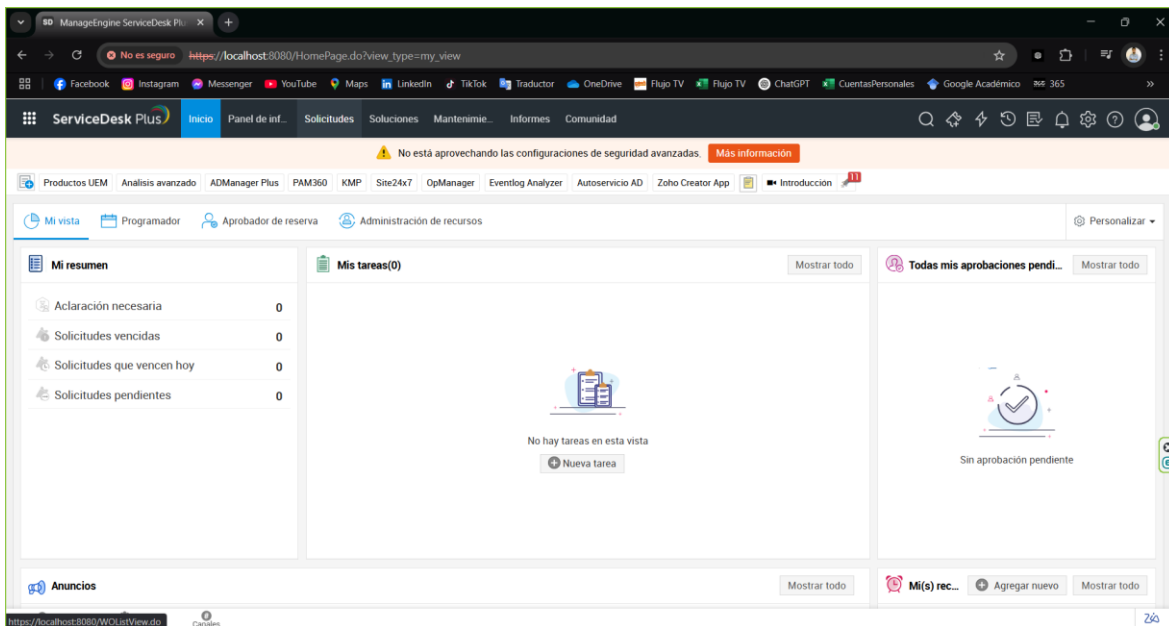 SD ManageEngine ServiceDesk Plu
No es seguro https://localhost:8080/HomePage.do?view_type=my_view
Facebook Instagram Messenger YouTube Maps LinkedIn TikTok Traductor OneDrive Flujo TV Flujo TV ChatGPT CuentasPersonales Google Académico 365 365
ServiceDesk Plus Inicio Panel de inf... Solicitudes Soluciones Mantenimie... Informes Comunidad
No está aprovechando las configuraciones de seguridad avanzadas. Más información
Productos UEM Análisis avanzado ADManager Plus PAM360 KMP Site24x7 OpManager Eventlog Analyzer Autoservicio AD Zoho Creator App Introducción 11
Mi vista Programador Aprobador de reserva Administración de recursos Personalizar
Mi resumen
Aclaración necesaria 0
Solicitudes vencidas 0
Solicitudes que vencen hoy 0
Solicitudes pendientes 0
Mis tareas(0) Mostrar todo
No hay tareas en esta vista
Nueva tarea
Todas mis aprobaciones pendi... Mostrar todo
Sin aprobación pendiente
Anuncios Mostrar todo
Mi(s) rec... Agregar nuevo Mostrar todo
https://localhost:8080/WOListView.do
Canales
Zia